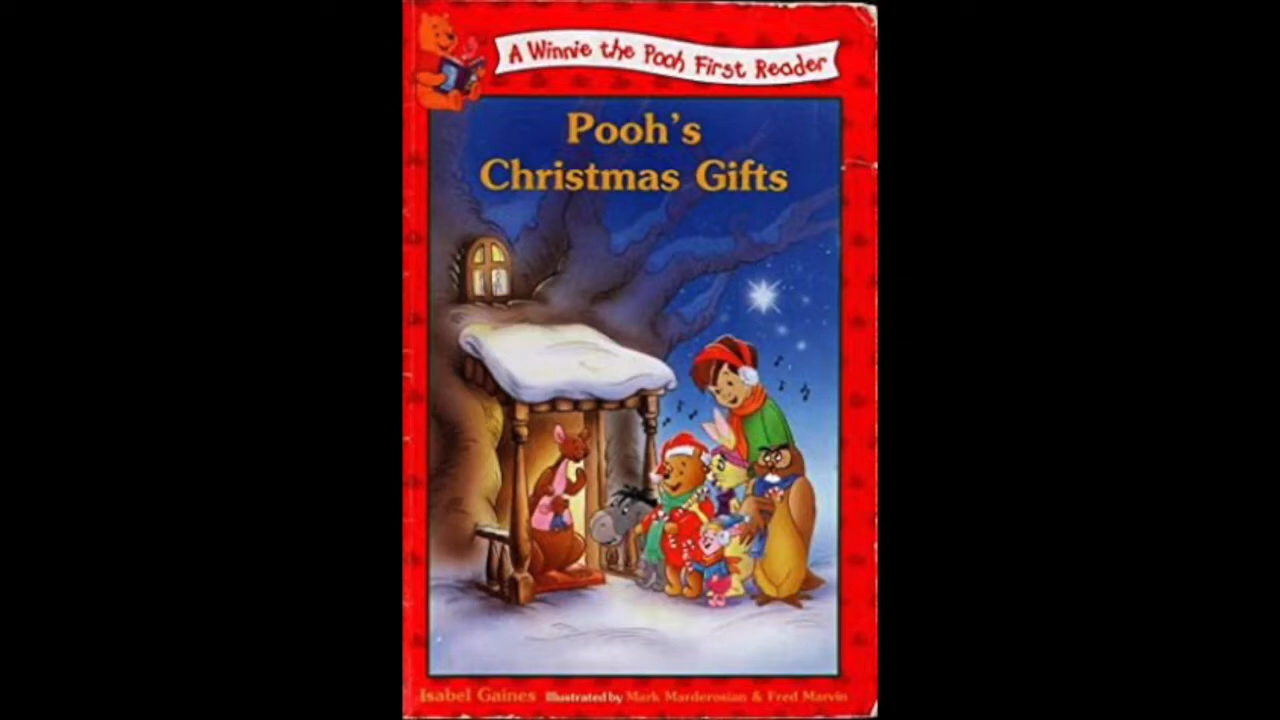 A Winnie the Pooh First Reader
Pooh's
Christmas Gifts
Isabel Gaines Illustrated by Mark Marderosian & Fred Marvin